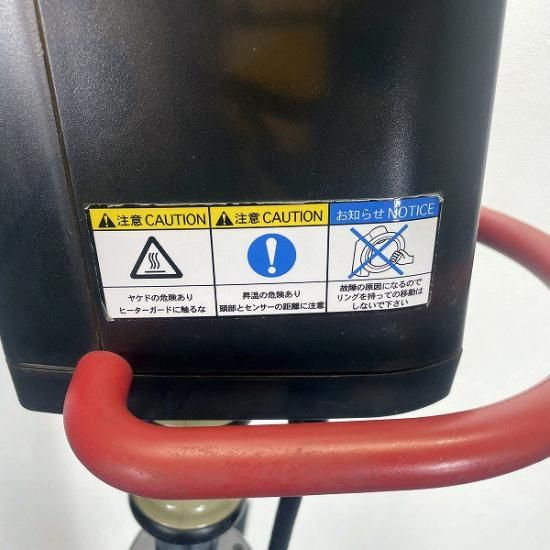 注意 CAUTION
ヤケドの危険あり
ヒーターガードに触るな
注意 CAUTION
昇温の危険あり
頭部とセンサーの距離に注意
お知らせ NOTICE
故障の原因になるので
リングを持っての移動は
しないで下さい